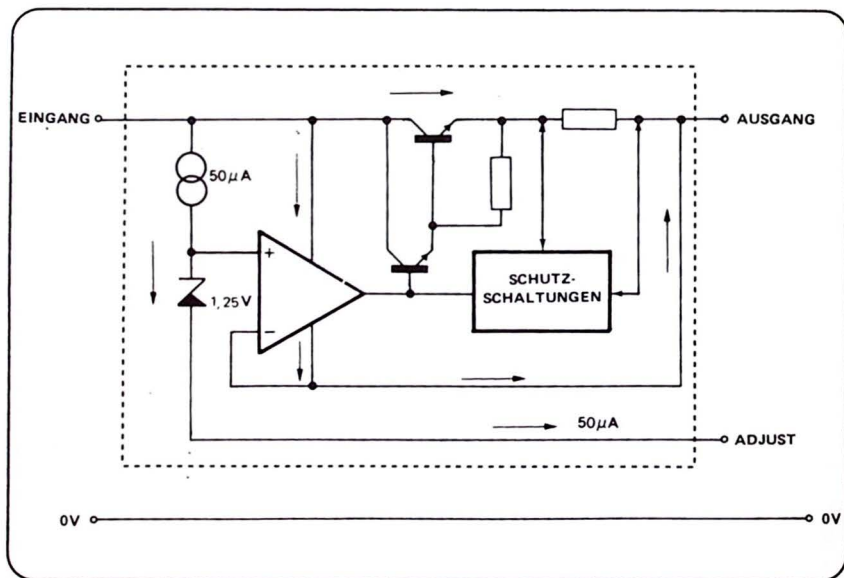 EINGANG
AUSGANG
50µA
+
1,25V
−
SCHUTZ-
SCHALTUNGEN
50µA
ADJUST
0V
0V